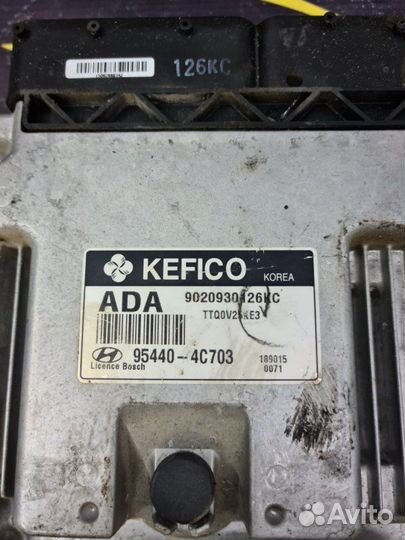 126KC
KEFICO KOREA
ADA 9020930126KC
TTQ0V25KE3
95440-4C703 189015
Licence Bosch 0071
Avito